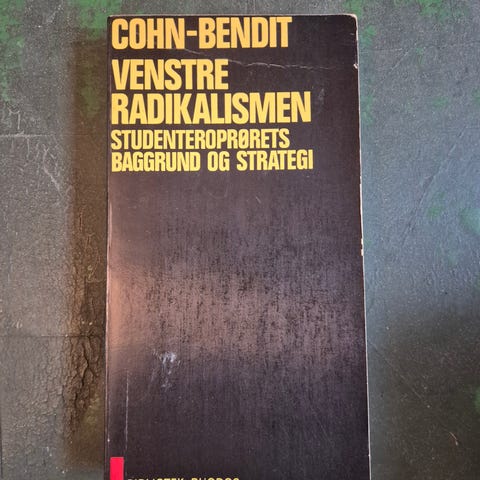 COHN-BENDIT
VENSTRE
RADIKALISMEN
STUDENTEROPRØRETS
BAGGRUND OG STRATEGI